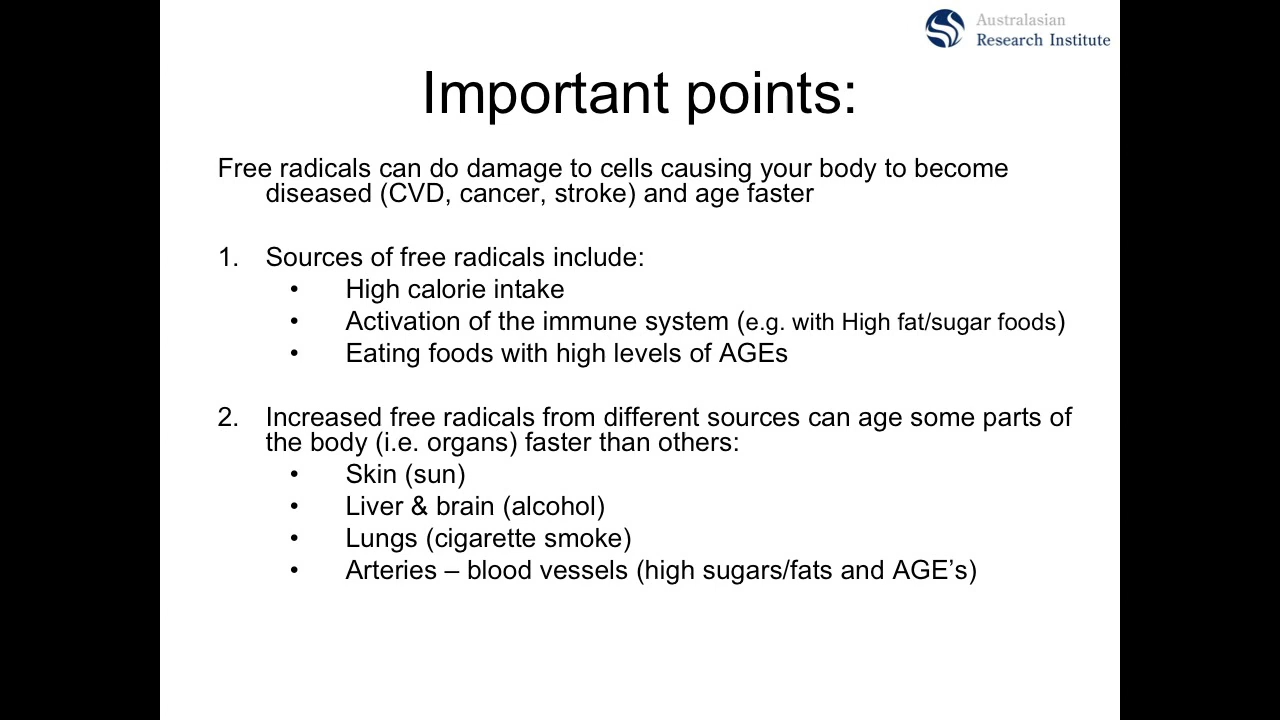 Australasian
Research Institute
Important points:
Free radicals can do damage to cells causing your body to become
diseased (CVD, cancer, stroke) and age faster
1. Sources of free radicals include:
• High calorie intake
• Activation of the immune system (e.g. with High fat/sugar foods)
• Eating foods with high levels of AGEs
2. Increased free radicals from different sources can age some parts of
the body (i.e. organs) faster than others:
• Skin (sun)
• Liver & brain (alcohol)
• Lungs (cigarette smoke)
• Arteries – blood vessels (high sugars/fats and AGE’s)